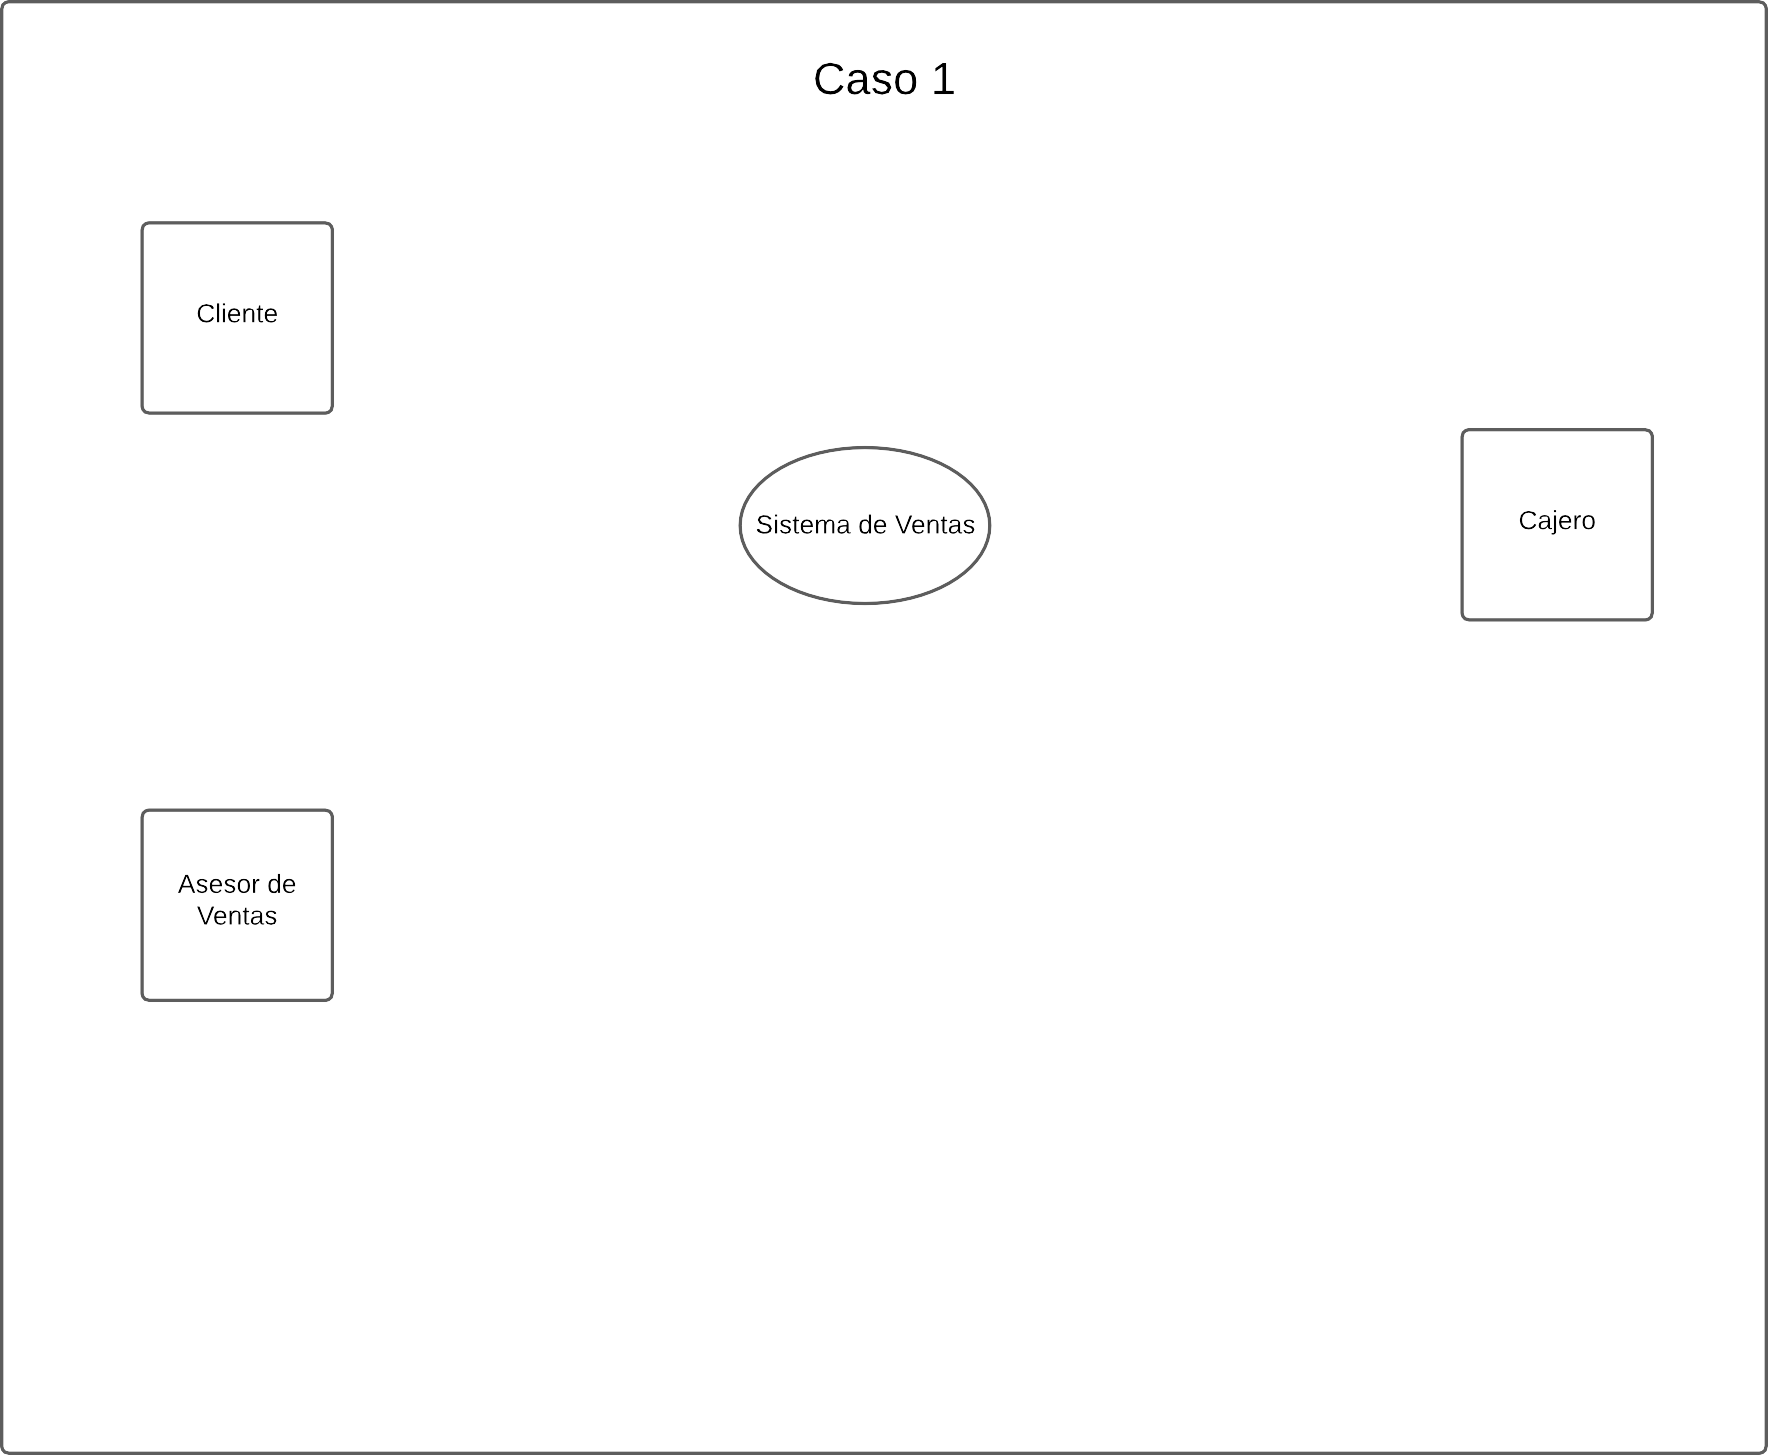 Caso 1
Cliente
Sistema de Ventas
Cajero
Asesor de
Ventas